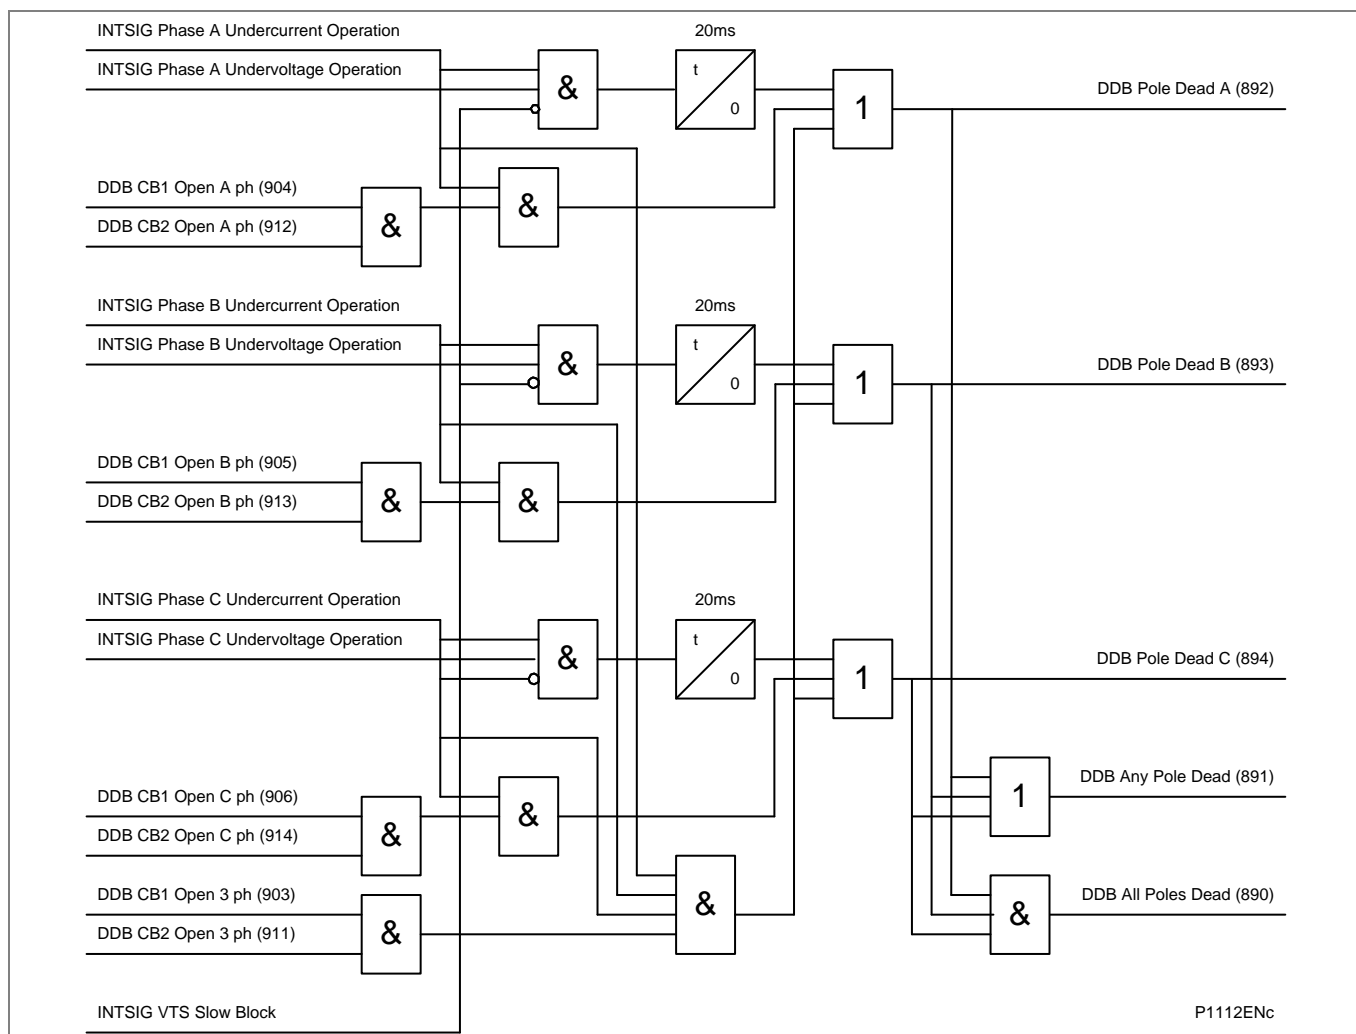 INTSIG Phase A Undercurrent Operation
20ms
INTSIG Phase A Undervoltage Operation
&
t
0
1
DDB Pole Dead A (892)
DDB CB1 Open A ph (904)
DDB CB2 Open A ph (912)
&
&
INTSIG Phase B Undercurrent Operation
20ms
INTSIG Phase B Undervoltage Operation
&
t
0
1
DDB Pole Dead B (893)
DDB CB1 Open B ph (905)
DDB CB2 Open B ph (913)
&
&
INTSIG Phase C Undercurrent Operation
20ms
INTSIG Phase C Undervoltage Operation
&
t
0
1
DDB Pole Dead C (894)
1
DDB Any Pole Dead (891)
DDB CB1 Open C ph (906)
DDB CB2 Open C ph (914)
&
&
DDB CB1 Open 3 ph (903)
DDB CB2 Open 3 ph (911)
&
&
&
DDB All Poles Dead (890)
INTSIG VTS Slow Block
P1112ENc